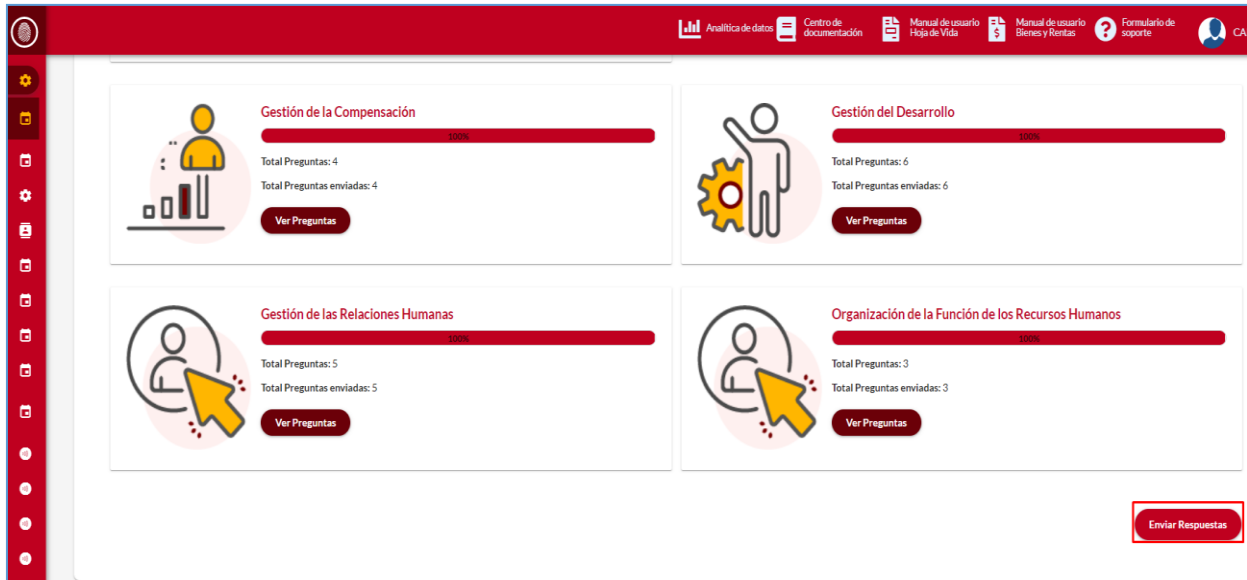 Analítica de datos
Centro de
documentación
Manual de usuario
Hoja de Vida
Manual de usuario
Bienes y Rentas
Formulario de
soporte
CA
Gestión de la Compensación
100%
Total Preguntas: 4
Total Preguntas enviadas: 4
Ver Preguntas
Gestión del Desarrollo
100%
Total Preguntas: 6
Total Preguntas enviadas: 6
Ver Preguntas
Gestión de las Relaciones Humanas
100%
Total Preguntas: 5
Total Preguntas enviadas: 5
Ver Preguntas
Organización de la Función de los Recursos Humanos
100%
Total Preguntas: 3
Total Preguntas enviadas: 3
Ver Preguntas
Enviar Respuestas